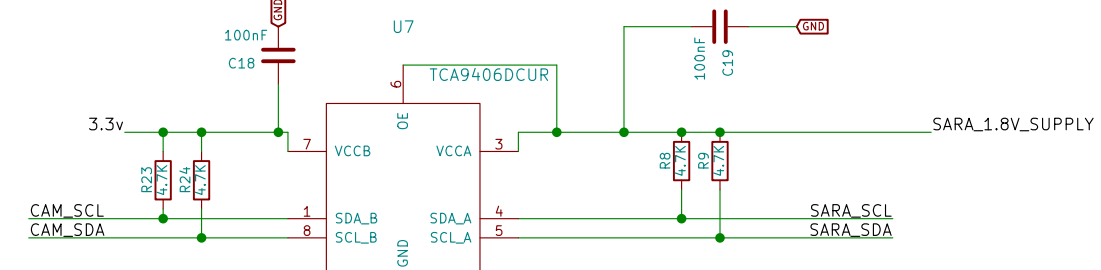 GND
U7
GND
100nF
C18
100nF
C19
TCA9406DCUR
6
OE
3.3v
SARA_1.8V_SUPPLY
7
VCCB
VCCA
3
R23
4.7K
R24
4.7K
R8
4.7K
R9
4.7K
CAM_SCL
1
SDA_B
SDA_A
4
SARA_SCL
CAM_SDA
8
SCL_B
SCL_A
5
SARA_SDA
GND